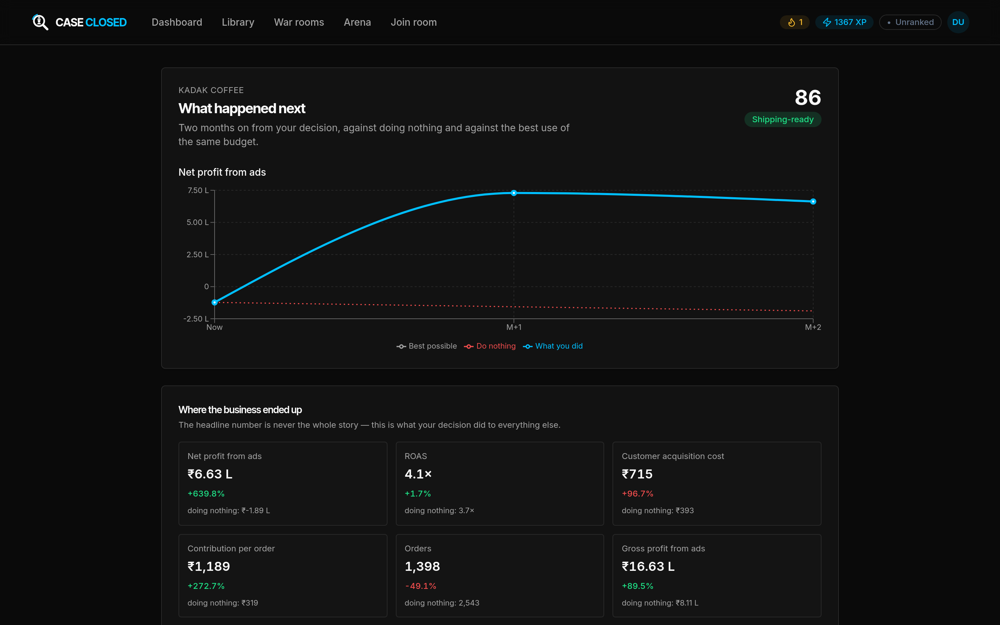 CASE CLOSED
Dashboard
Library
War rooms
Arena
Join room
1
1367 XP
Unranked
DU
KADAK COFFEE
What happened next
Two months on from your decision, against doing nothing and against the best use of
the same budget.
86
Shipping-ready
Net profit from ads
7.50 L
5.00 L
2.50 L
0
-2.50 L
Now
M+1
M+2
Best possible
Do nothing
What you did
Where the business ended up
The headline number is never the whole story — this is what your decision did to everything else.
Net profit from ads
₹6.63 L
+639.8%
doing nothing: ₹-1.89 L
ROAS
4.1×
+1.7%
doing nothing: 3.7×
Customer acquisition cost
₹715
+96.7%
doing nothing: ₹393
Contribution per order
₹1,189
+272.7%
doing nothing: ₹319
Orders
1,398
-49.1%
doing nothing: 2,543
Gross profit from ads
₹16.63 L
+89.5%
doing nothing: ₹8.11 L